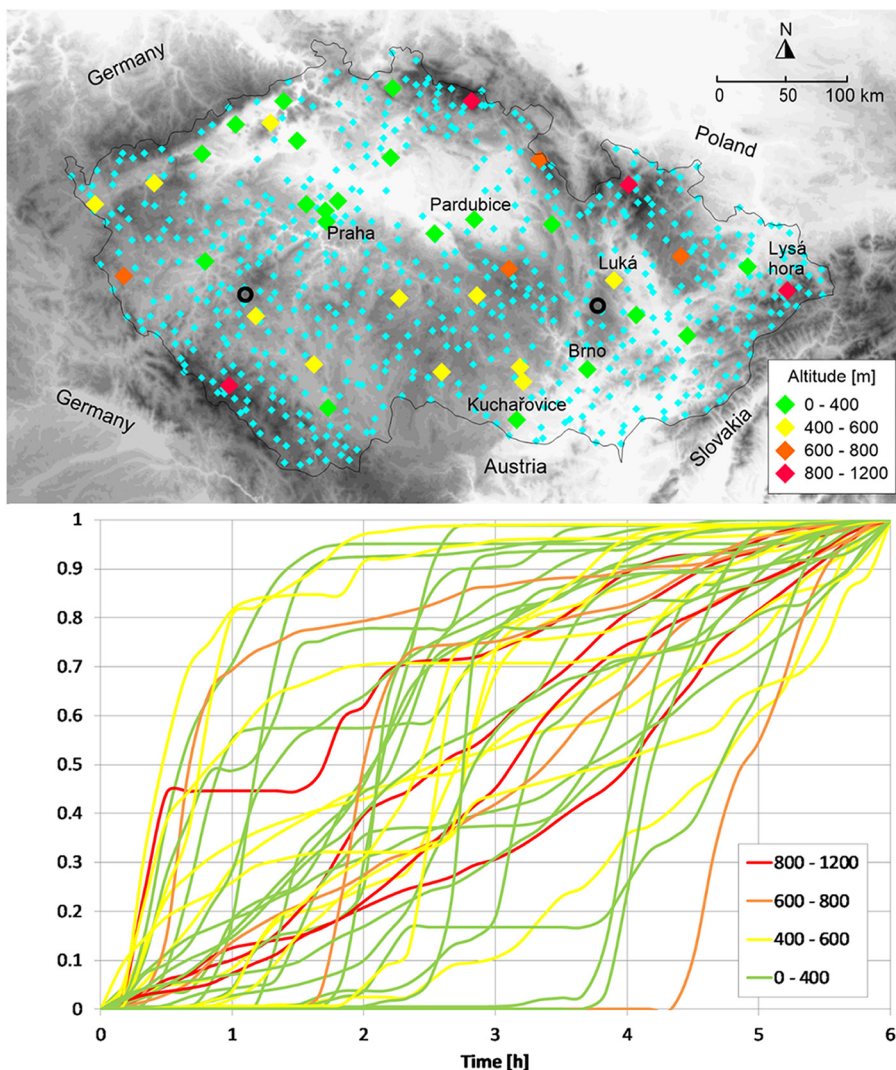 Germany
N
0 50 100 km
Poland
Pardubice
Praha
Luká
Lysá
hora
Brno
Kuchařovice
Germany
Austria
Slovakia
Altitude [m]
0 - 400
400 - 600
600 - 800
800 - 1200
1
0.9
0.8
0.7
0.6
0.5
0.4
0.3
0.2
0.1
0
800 - 1200
600 - 800
400 - 600
0 - 400
0 1 2 3 4 5 6
Time [h]